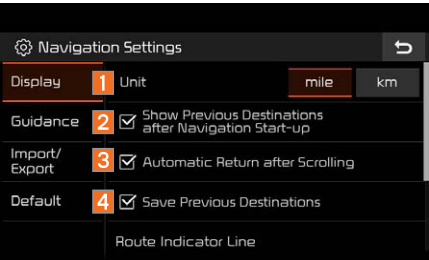 Navigation Settings
Display
1 Unit mile km
Guidance
2 Show Previous Destinations
after Navigation Start-up
Import/
Export
3 Automatic Return after Scrolling
Default
4 Save Previous Destinations
Route Indicator Line